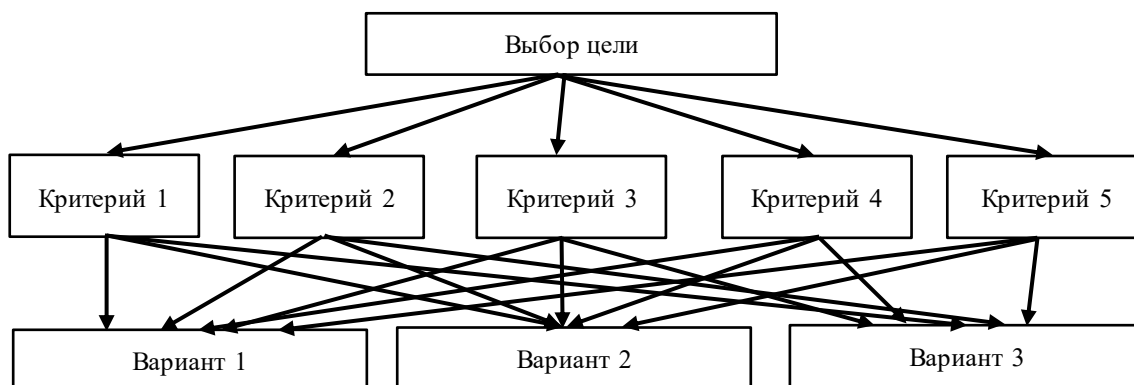 Выбор цели
Критерий 1
Критерий 2
Критерий 3
Критерий 4
Критерий 5
Вариант 1
Вариант 2
Вариант 3